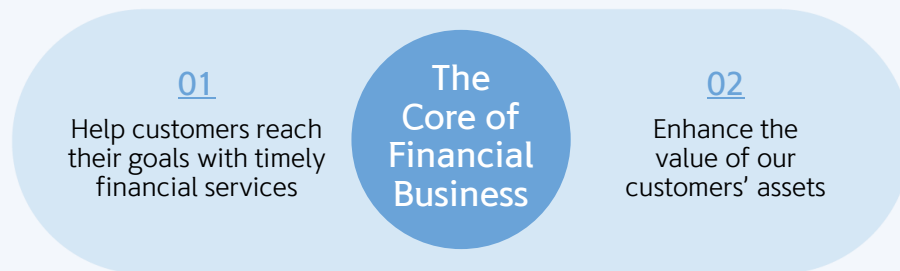 01
Help customers reach
their goals with timely
financial services
The
Core of
Financial
Business
02
Enhance the
value of our
customers' assets